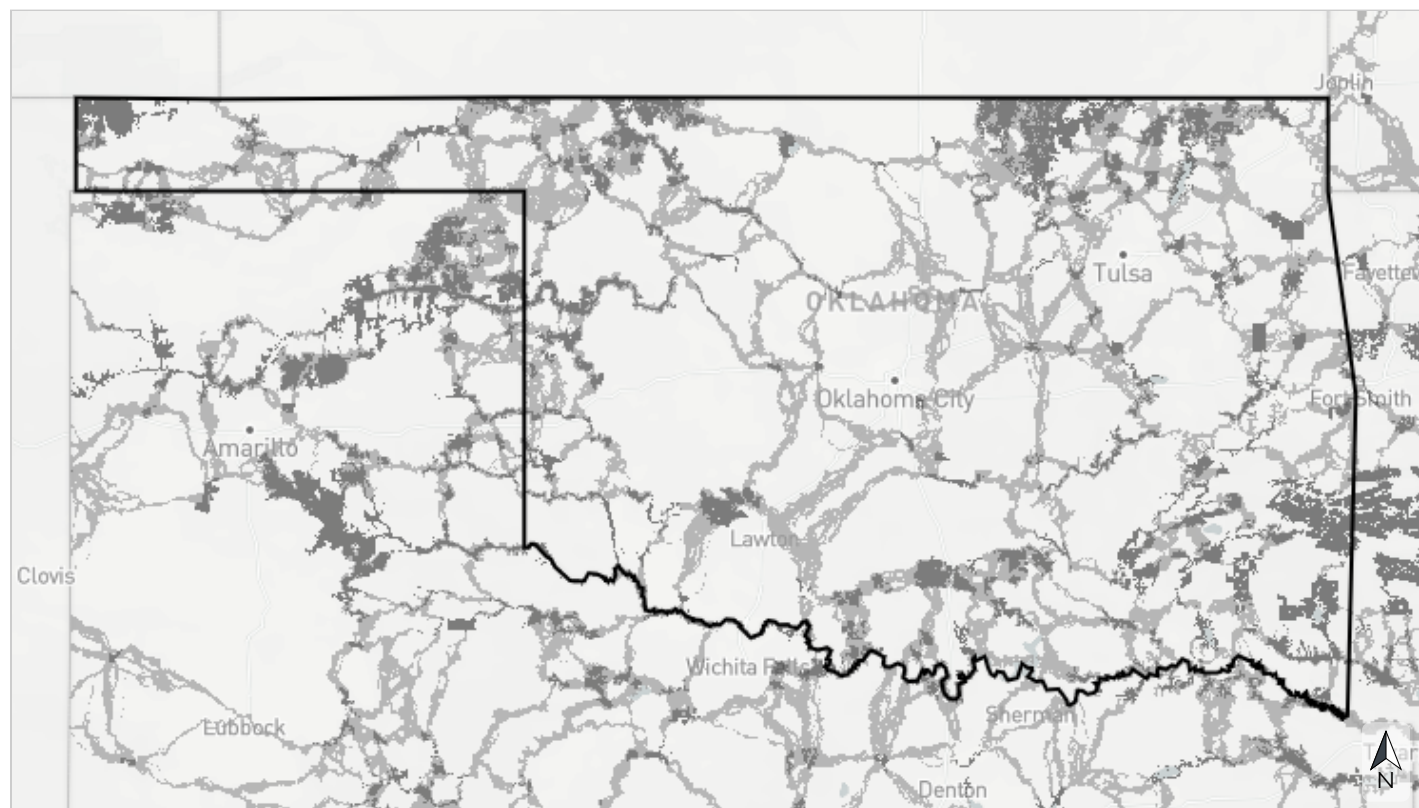 Joplin
Tulsa
Fayettev
OKLAHOMA
Oklahoma City
Fort Smith
Amarillo
Lawton
Clovis
Wichita Falls
Lubbock
Sherman
Denton
N